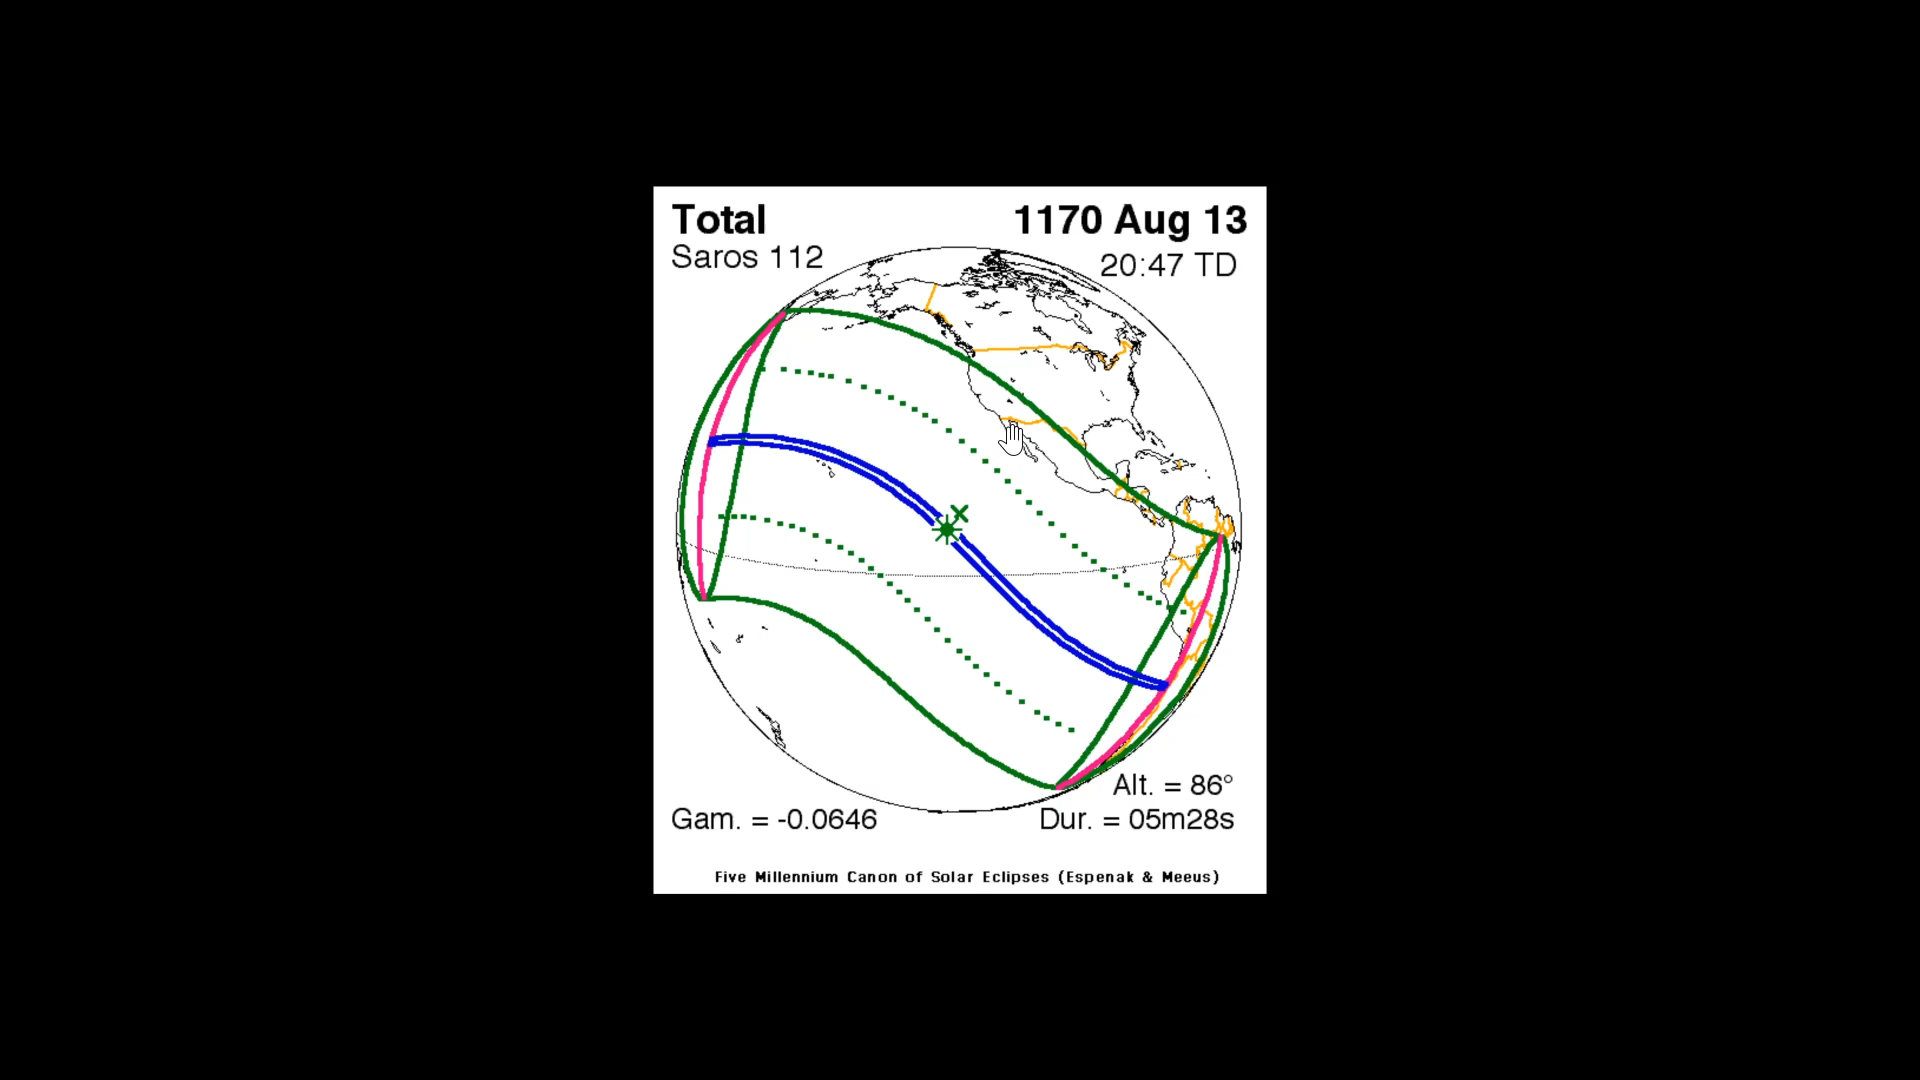 Total 1170 Aug 13
Saros 112 20:47 TD
Alt. = 86°
Gam. = -0.0646 Dur. = 05m28s
Five Millennium Canon of Solar Eclipses (Espenak & Meeus)